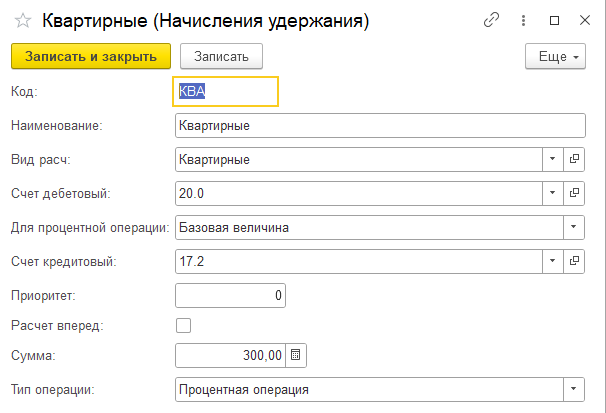 Квартирные (Начисления удержания)
Записать и закрыть Записать Еще
Код: КВА
Наименование: Квартирные
Вид расч: Квартирные
Счет дебетовый: 20.0
Для процентной операции: Базовая величина
Счет кредитовый: 17.2
Приоритет: 0
Расчет вперед:
Сумма: 300,00
Тип операции: Процентная операция